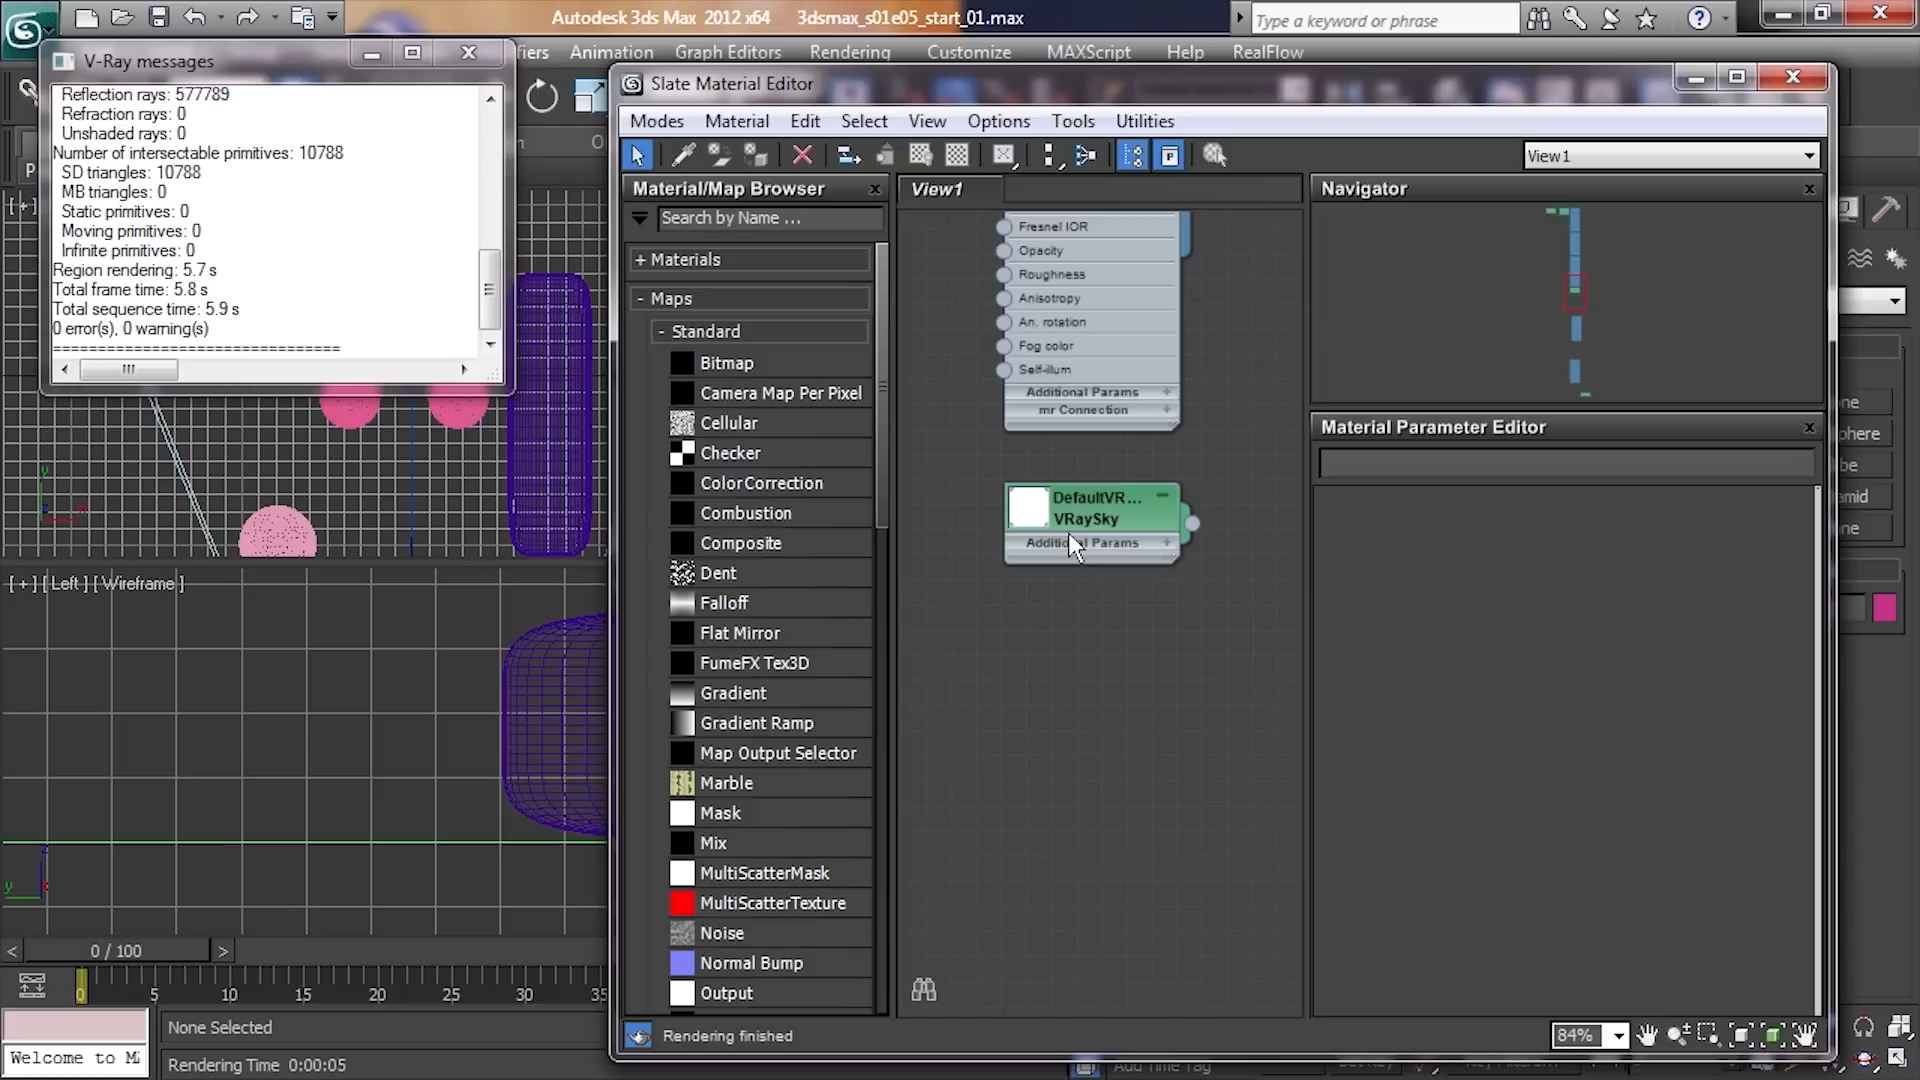 Autodesk 3ds Max 2012 x64 3dsmax_s01e05_start_01.max
Type a keyword or phrase
Animation Graph Editors Rendering Customize MAXScript Help RealFlow
V-Ray messages
Reflection rays: 577789
Refraction rays: 0
Unshaded rays: 0
Number of intersectable primitives: 10788
SD triangles: 10788
MB triangles: 0
Static primitives: 0
Moving primitives: 0
Infinite primitives: 0
Region rendering: 5.7 s
Total frame time: 5.8 s
Total sequence time: 5.9 s
0 error(s), 0 warning(s)
================================
[ + ] [ Left ] [ Wireframe ]
Slate Material Editor
Modes Material Edit Select View Options Tools Utilities
View1
Material/Map Browser
Search by Name ...
+ Materials
- Maps
- Standard
Bitmap
Camera Map Per Pixel
Cellular
Checker
ColorCorrection
Combustion
Composite
Dent
Falloff
Flat Mirror
FumeFX Tex3D
Gradient
Gradient Ramp
Map Output Selector
Marble
Mask
Mix
MultiScatterMask
MultiScatterTexture
Noise
Normal Bump
Output
View1
Fresnel IOR
Opacity
Roughness
Anisotropy
An. rotation
Fog color
Self-illum
Additional Params +
mr Connection +
DefaultVR...
VRaySky
Additional Params +
Navigator
Material Parameter Editor
Rendering finished
84%
0 / 100
0 5 10 15 20 25 30 35
None Selected
Welcome to M
Rendering Time 0:00:05
Add Time Tag